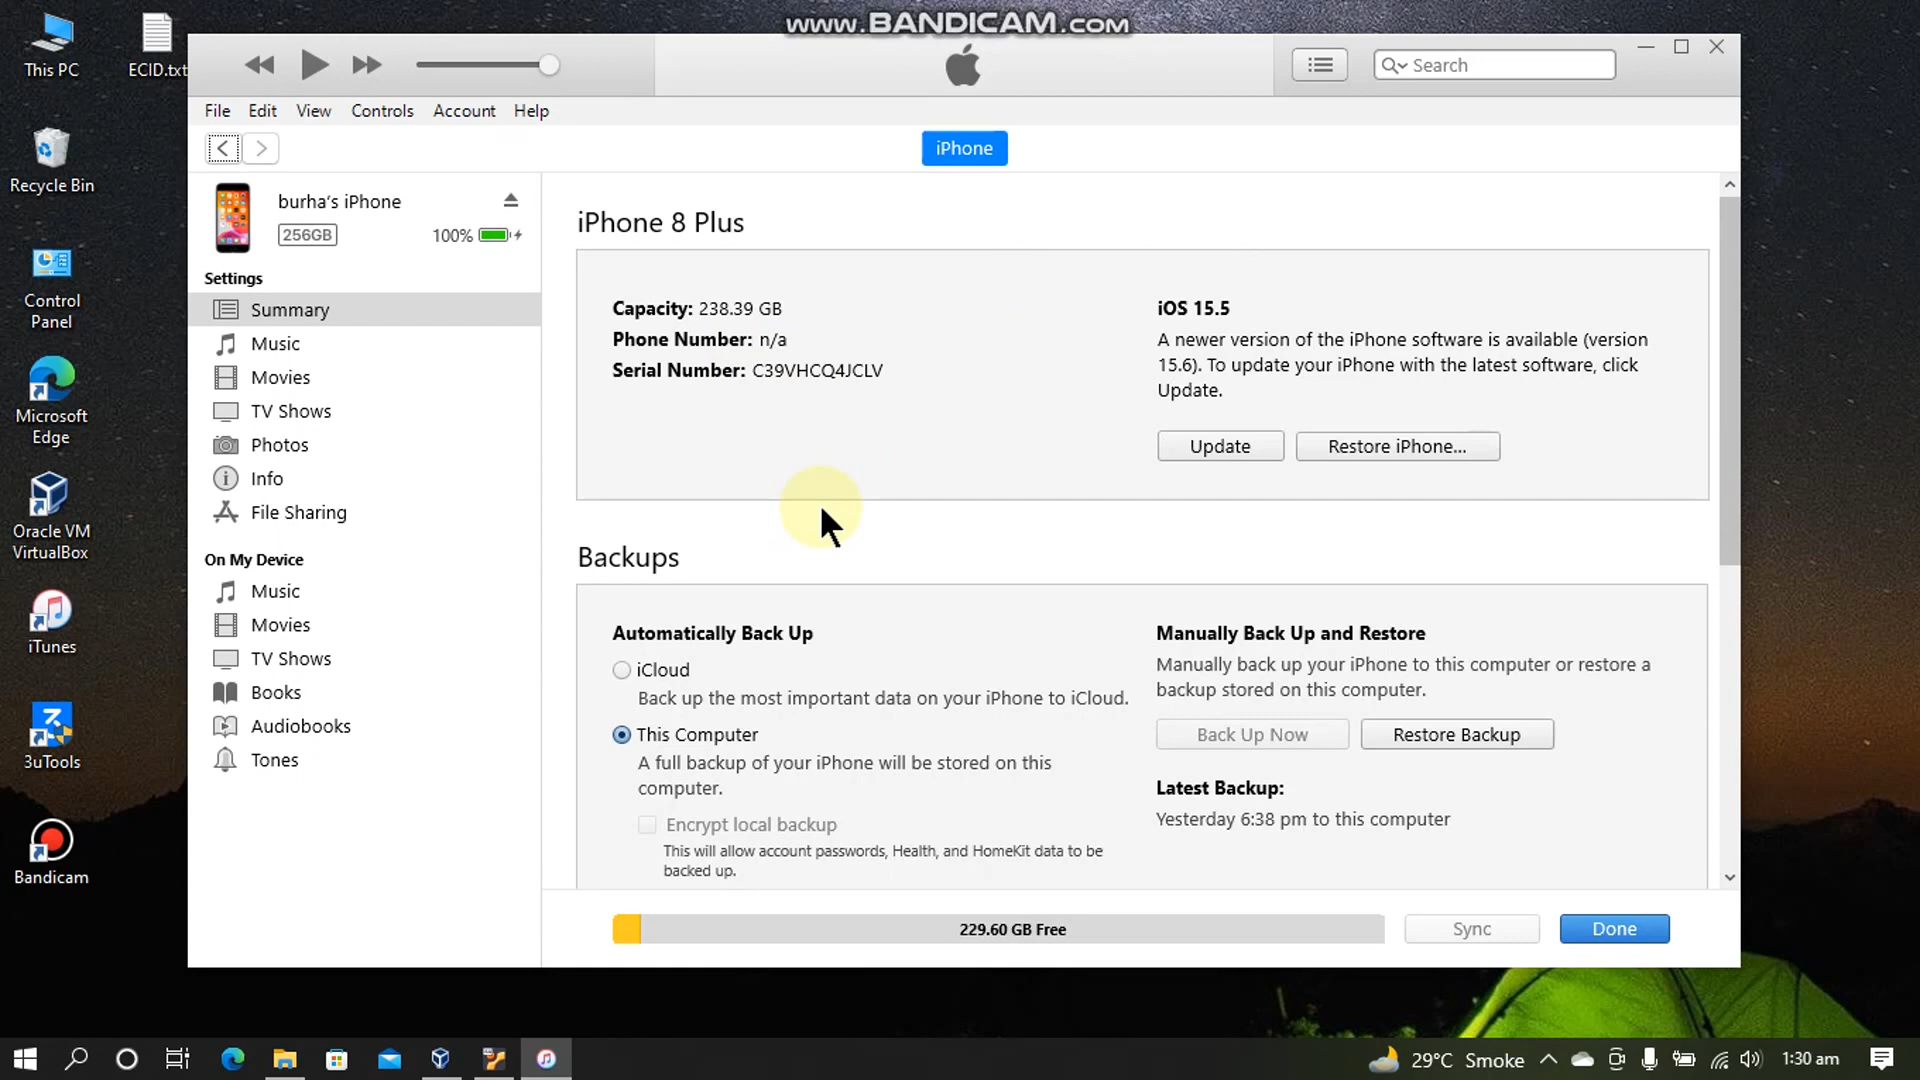 www.BANDICAM.com
This PC
ECID.txt
Search
File Edit View Controls Account Help
iPhone
Recycle Bin
burha's iPhone
256GB 100%
Settings
Summary
Music
Movies
TV Shows
Photos
Info
File Sharing
On My Device
Music
Movies
TV Shows
Books
Audiobooks
Tones
iPhone 8 Plus
Capacity: 238.39 GB
Phone Number: n/a
Serial Number: C39VHCQ4JCLV
iOS 15.5
A newer version of the iPhone software is available (version
15.6). To update your iPhone with the latest software, click
Update.
Update Restore iPhone...
Backups
Automatically Back Up
iCloud
Back up the most important data on your iPhone to iCloud.
This Computer
A full backup of your iPhone will be stored on this
computer.
Encrypt local backup
This will allow account passwords, Health, and HomeKit data to be
backed up.
Manually Back Up and Restore
Manually back up your iPhone to this computer or restore a
backup stored on this computer.
Back Up Now Restore Backup
Latest Backup:
Yesterday 6:38 pm to this computer
229.60 GB Free
Sync Done
Control
Panel
Microsoft
Edge
Oracle VM
VirtualBox
iTunes
3uTools
Bandicam
29°C Smoke
1:30 am